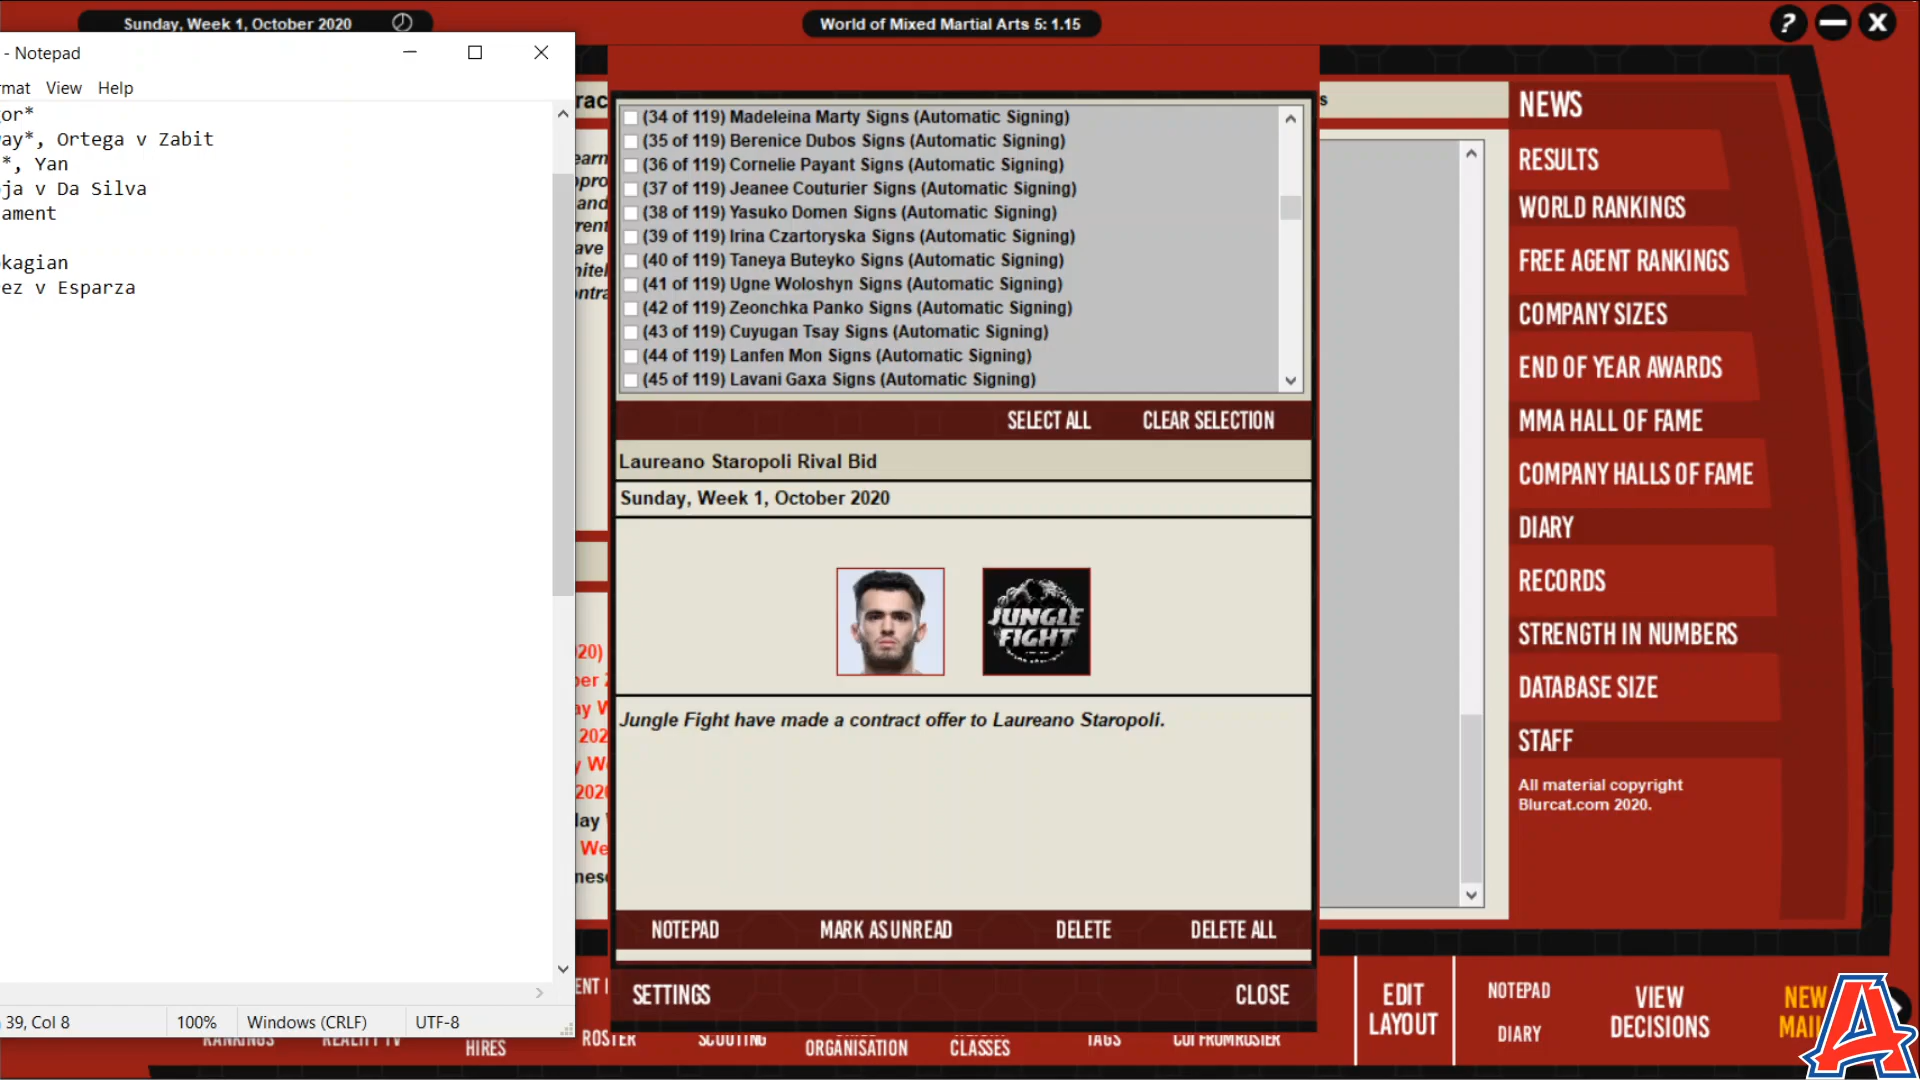 Sunday, Week 1, October 2020
World of Mixed Martial Arts 5: 1.15
?
X
- Notepad
View Help
Ortega v Zabit
*, Yan
v Da Silva
v Esparza
39, Col 8
100%
Windows (CRLF)
UTF-8
(34 of 119) Madeleina Marty Signs (Automatic Signing)
(35 of 119) Berenice Dubos Signs (Automatic Signing)
(36 of 119) Cornelie Payant Signs (Automatic Signing)
(37 of 119) Jeanee Couturier Signs (Automatic Signing)
(38 of 119) Yasuko Domen Signs (Automatic Signing)
(39 of 119) Irina Czartoryska Signs (Automatic Signing)
(40 of 119) Taneya Buteyko Signs (Automatic Signing)
(41 of 119) Ugne Woloshyn Signs (Automatic Signing)
(42 of 119) Zeonchka Panko Signs (Automatic Signing)
(43 of 119) Cuyugan Tsay Signs (Automatic Signing)
(44 of 119) Lanfen Mon Signs (Automatic Signing)
(45 of 119) Lavani Gaxa Signs (Automatic Signing)
SELECT ALL
CLEAR SELECTION
Laureano Staropoli Rival Bid
Sunday, Week 1, October 2020
JUNGLE
FIGHT
Jungle Fight have made a contract offer to Laureano Staropoli.
NOTEPAD
MARK AS UNREAD
DELETE
DELETE ALL
SETTINGS
CLOSE
NEWS
RESULTS
WORLD RANKINGS
FREE AGENT RANKINGS
COMPANY SIZES
END OF YEAR AWARDS
MMA HALL OF FAME
COMPANY HALLS OF FAME
DIARY
RECORDS
STRENGTH IN NUMBERS
DATABASE SIZE
STAFF
All material copyright
Blurcat.com 2020.
RANKINGS
REALITY TV
HIRES
ROSTER
SCOUTING
ORGANISATION
CLASSES
TAGS
EDIT
LAYOUT
NOTEPAD
DIARY
VIEW
DECISIONS
NEW
MAIL
A